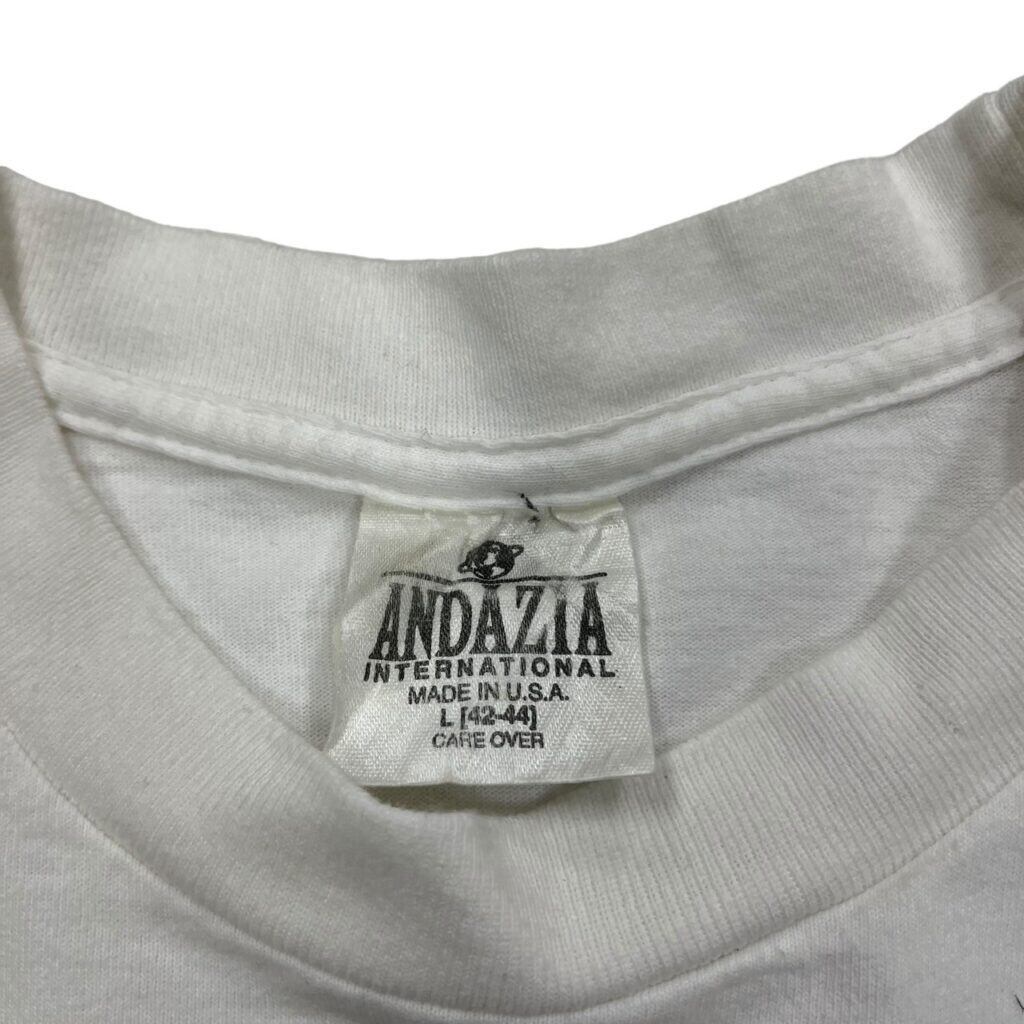 ANDAZIA
INTERNATIONAL
MADE IN U.S.A.
L [42-44]
CARE OVER